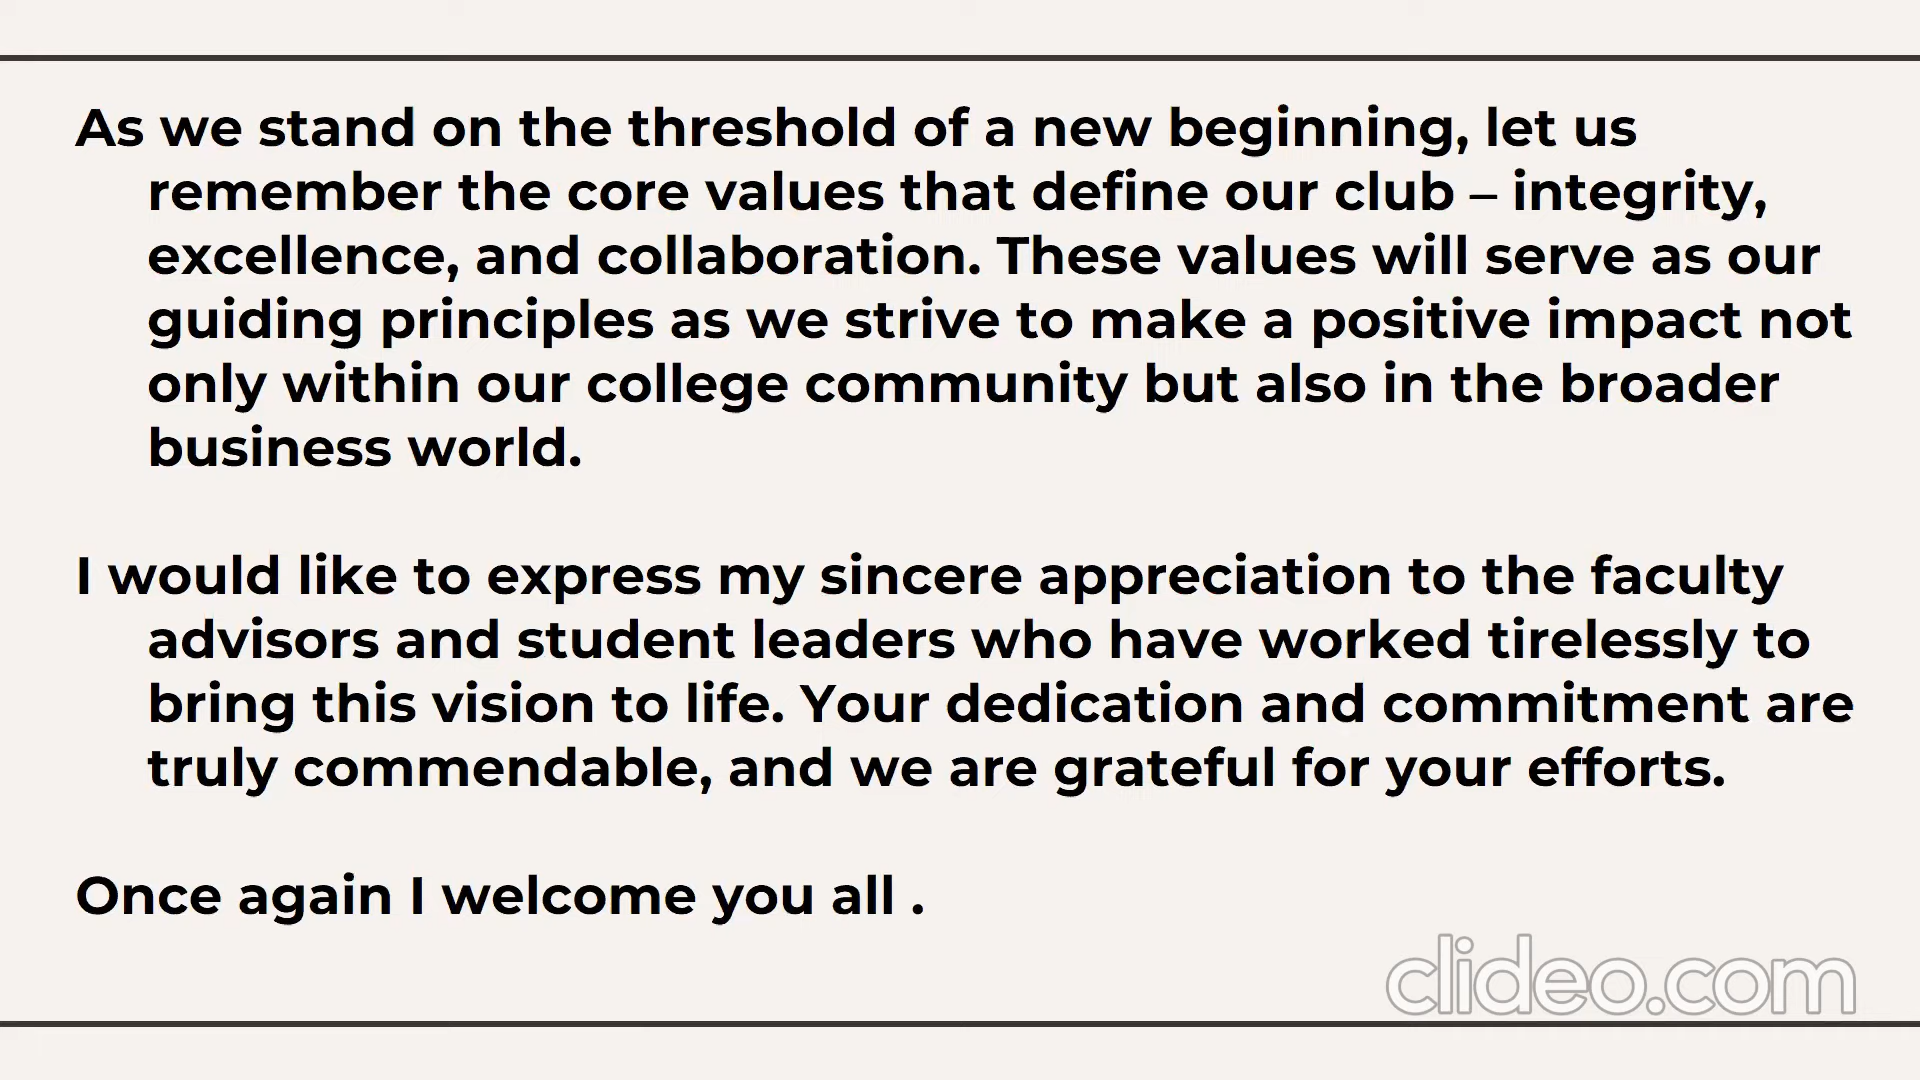 As we stand on the threshold of a new beginning, let us
remember the core values that define our club – integrity,
excellence, and collaboration. These values will serve as our
guiding principles as we strive to make a positive impact not
only within our college community but also in the broader
business world.
I would like to express my sincere appreciation to the faculty
advisors and student leaders who have worked tirelessly to
bring this vision to life. Your dedication and commitment are
truly commendable, and we are grateful for your efforts.
Once again I welcome you all .
clideo.com